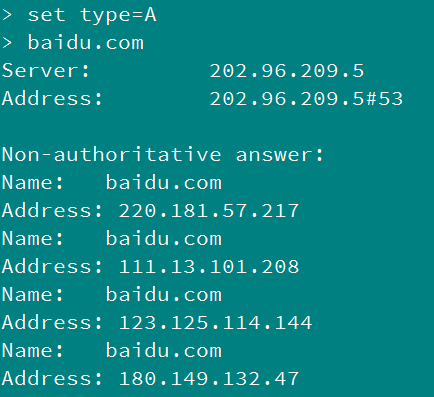 > set type=A
> baidu.com
Server:         202.96.209.5
Address:        202.96.209.5#53

Non-authoritative answer:
Name:   baidu.com
Address: 220.181.57.217
Name:   baidu.com
Address: 111.13.101.208
Name:   baidu.com
Address: 123.125.114.144
Name:   baidu.com
Address: 180.149.132.47